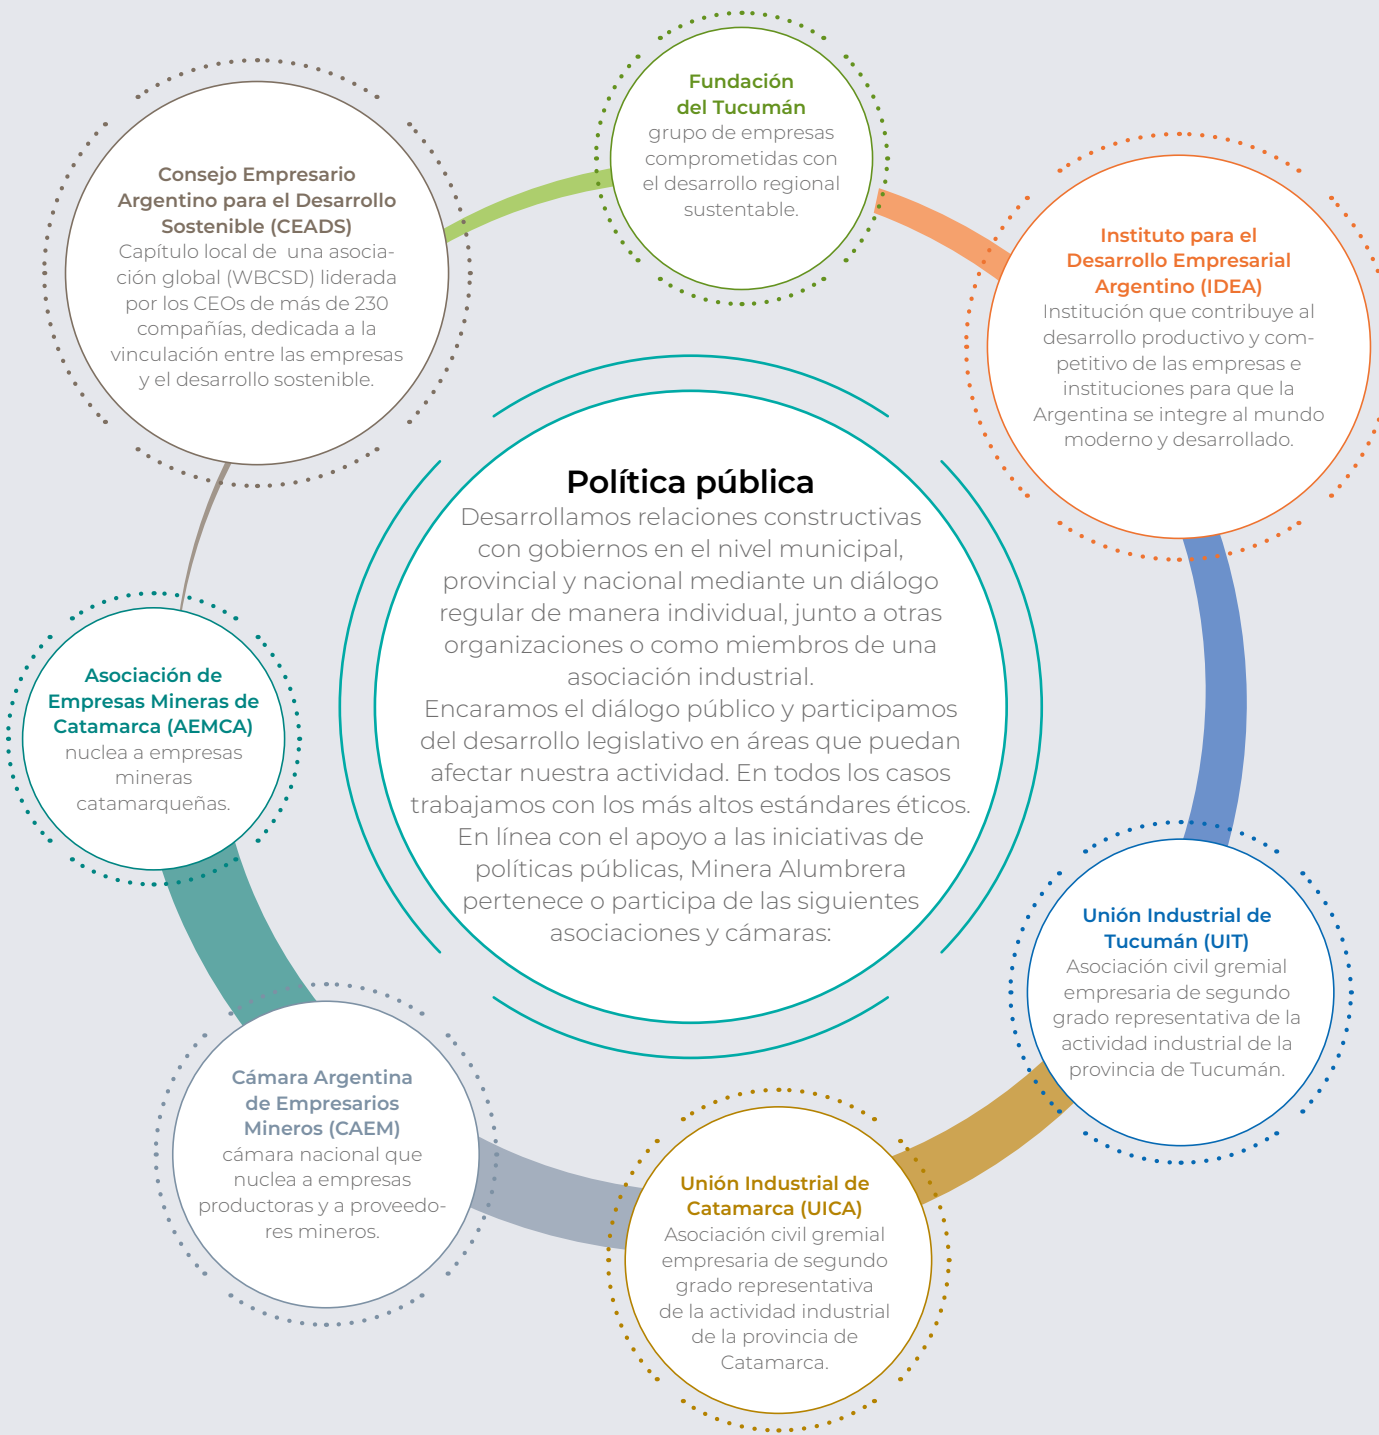 Fundación
del Tucumán
grupo de empresas
comprometidas con
el desarrollo regional
sustentable.
Consejo Empresario
Argentino para el Desarrollo
Sostenible (CEADS)
Capítulo local de una asocia-
ción global (WBCSD) liderada
por los CEOs de más de 230
compañías, dedicada a la
vinculación entre las empresas
y el desarrollo sostenible.
Instituto para el
Desarrollo Empresarial
Argentino (IDEA)
Institución que contribuye al
desarrollo productivo y com-
petitivo de las empresas e
instituciones para que la
Argentina se integre al mundo
moderno y desarrollado.
Política pública
Desarrollamos relaciones constructivas
con gobiernos en el nivel municipal,
provincial y nacional mediante un diálogo
regular de manera individual, junto a otras
organizaciones o como miembros de una
asociación industrial.
Encaramos el diálogo público y participamos
del desarrollo legislativo en áreas que puedan
afectar nuestra actividad. En todos los casos
trabajamos con los más altos estándares éticos.
En línea con el apoyo a las iniciativas de
políticas públicas, Minera Alumbrera
pertenece o participa de las siguientes
asociaciones y cámaras:
Asociación de
Empresas Mineras de
Catamarca (AEMCA)
nuclea a empresas
mineras
catamarqueñas.
Unión Industrial de
Tucumán (UIT)
Asociación civil gremial
empresaria de segundo
grado representativa de la
actividad industrial de la
provincia de Tucumán.
Cámara Argentina
de Empresarios
Mineros (CAEM)
cámara nacional que
nuclea a empresas
productoras y a proveedo-
res mineros.
Unión Industrial de
Catamarca (UICA)
Asociación civil gremial
empresaria de segundo
grado representativa
de la actividad industrial
de la provincia de
Catamarca.